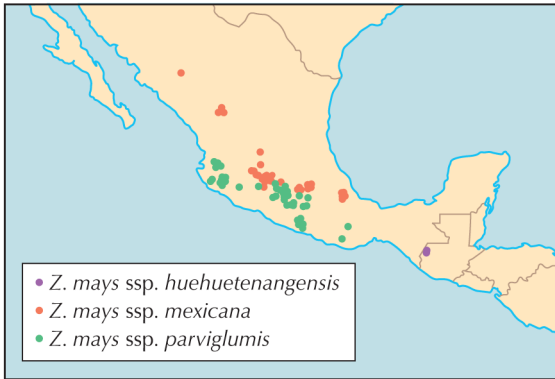 Z. mays ssp. huehuetenangensis
Z. mays ssp. mexicana
Z. mays ssp. parviglumis